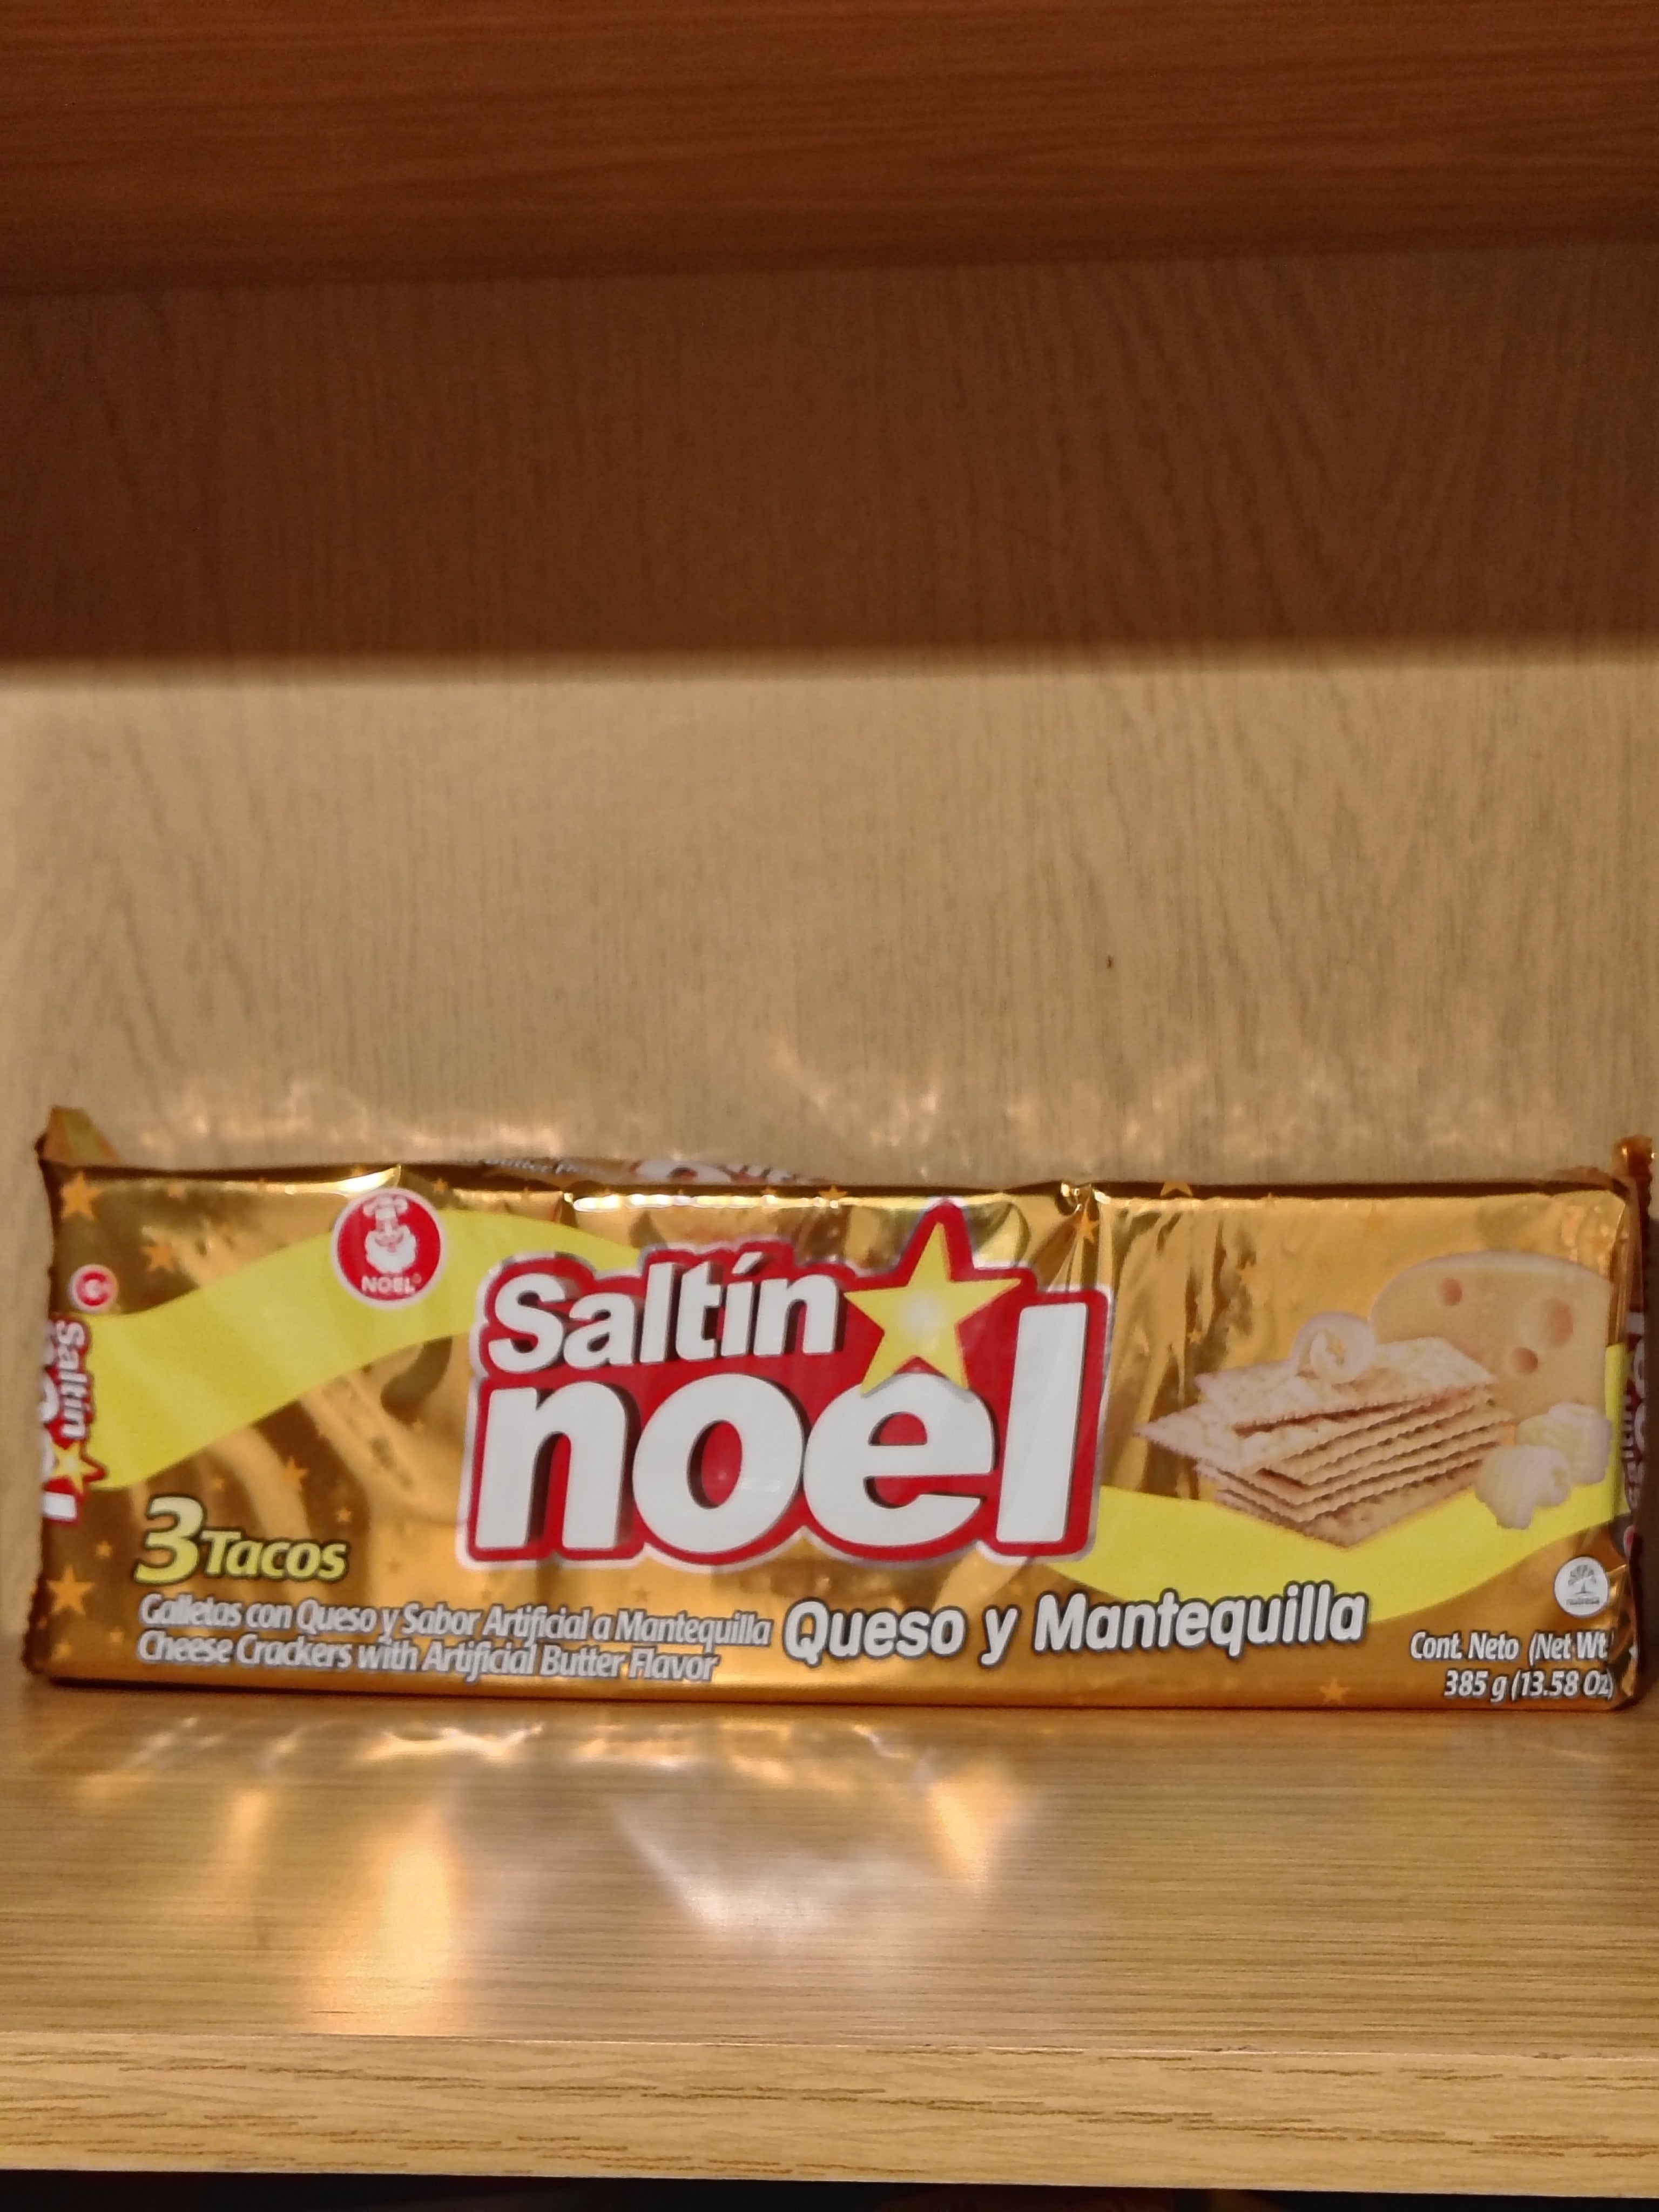 NOEL
Saltín
noel
Saltín
3 Tacos
Galletas con Queso y Sabor Artificial a Mantequilla
Cheese Crackers with Artificial Butter Flavor
Queso y Mantequilla
nutresa
Cont. Neto (Net Wt
385 g (13.58 Oz)